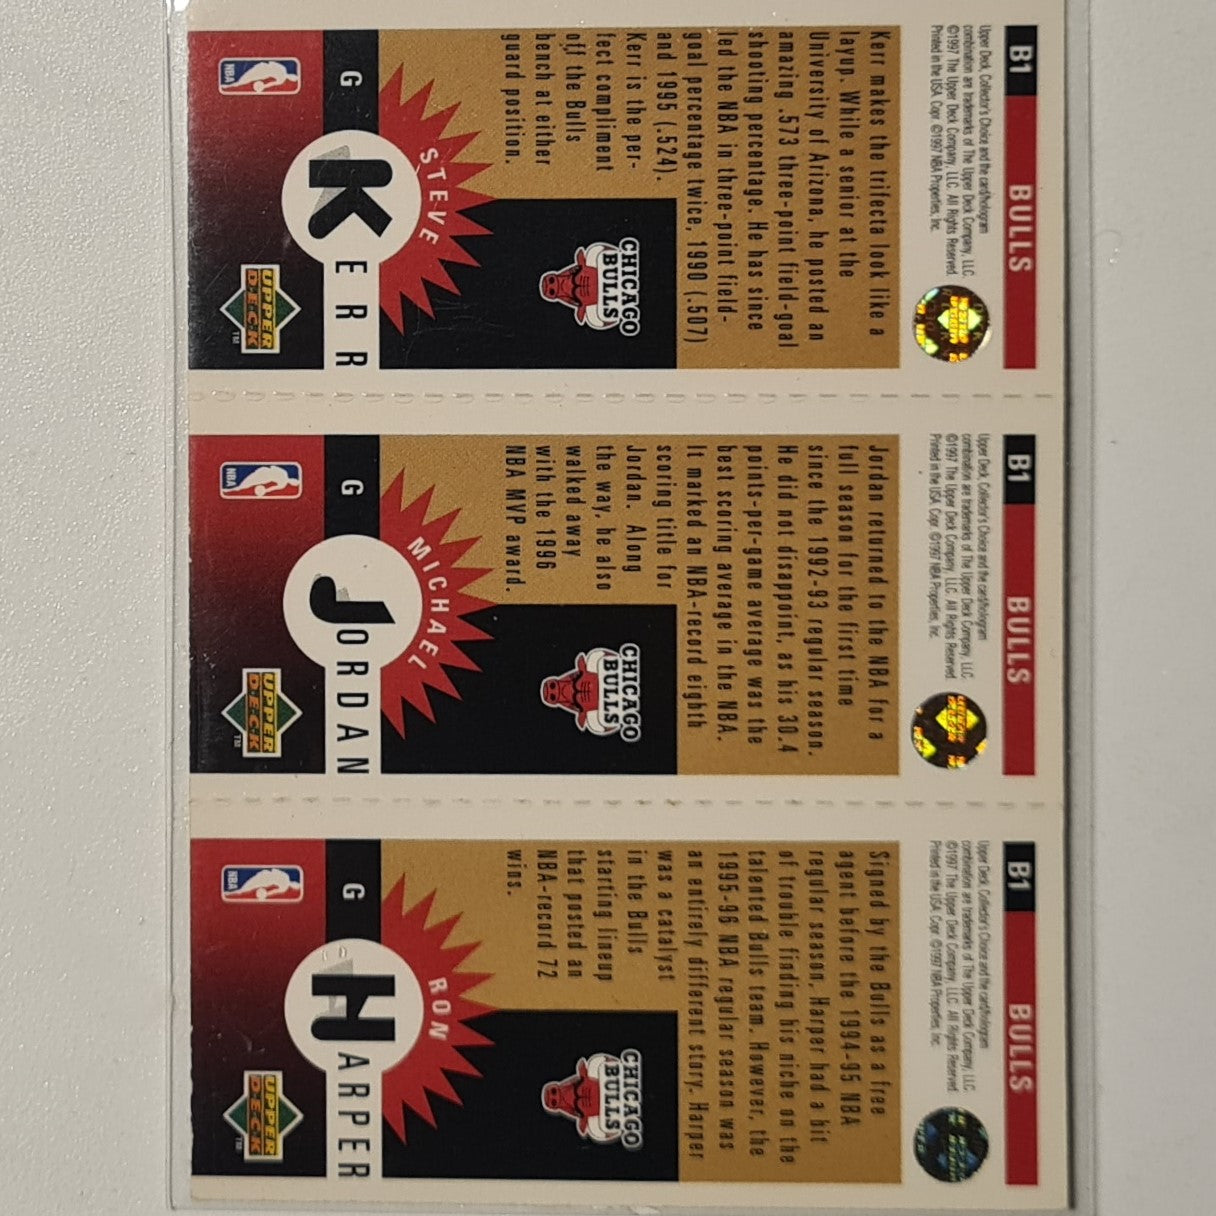 B1 BULLS
Upper Deck, Collector's Choice and the card/hologram
combination are trademarks of The Upper Deck Company, LLC.
©1997 The Upper Deck Company, LLC. All Rights Reserved.
Printed in the USA. Copr. ©1997 NBA Properties, Inc.
Kerr makes the trifecta look like a
layup. While a senior at the
University of Arizona, he posted an
amazing .573 three-point field-goal
shooting percentage. He has since
led the NBA in three-point field-
goal percentage twice, 1990 (.507)
and 1995 (.524).
Kerr is the per-
fect compliment
off the Bulls
bench at either
guard position.
CHICAGO
BULLS
STEVE
G KERR
NBA
UPPER
DECK
TM
B1 BULLS
Upper Deck, Collector's Choice and the card/hologram
combination are trademarks of The Upper Deck Company, LLC.
©1997 The Upper Deck Company, LLC. All Rights Reserved.
Printed in the USA. Copr. ©1997 NBA Properties, Inc.
Jordan returned to the NBA for a
full season for the first time
since the 1992-93 regular season.
He did not disappoint, as his 30.4
points-per-game average was the
best scoring average in the NBA.
It marked an NBA-record eighth
scoring title for
Jordan. Along
the way, he also
walked away
with the 1996
NBA MVP award.
CHICAGO
BULLS
MICHAEL
G JORDAN
NBA
UPPER
DECK
TM
B1 BULLS
Upper Deck, Collector's Choice and the card/hologram
combination are trademarks of The Upper Deck Company, LLC.
©1997 The Upper Deck Company, LLC. All Rights Reserved.
Printed in the USA. Copr. ©1997 NBA Properties, Inc.
Signed by the Bulls as a free
agent before the 1994-95 NBA
regular season, Harper had a bit
of trouble finding his niche on the
talented Bulls team. However, the
1995-96 NBA regular season was
an entirely different story. Harper
was a catalyst
in the Bulls
starting lineup
that posted an
NBA-record 72
wins.
CHICAGO
BULLS
RON
G HARPER
NBA
UPPER
DECK
TM